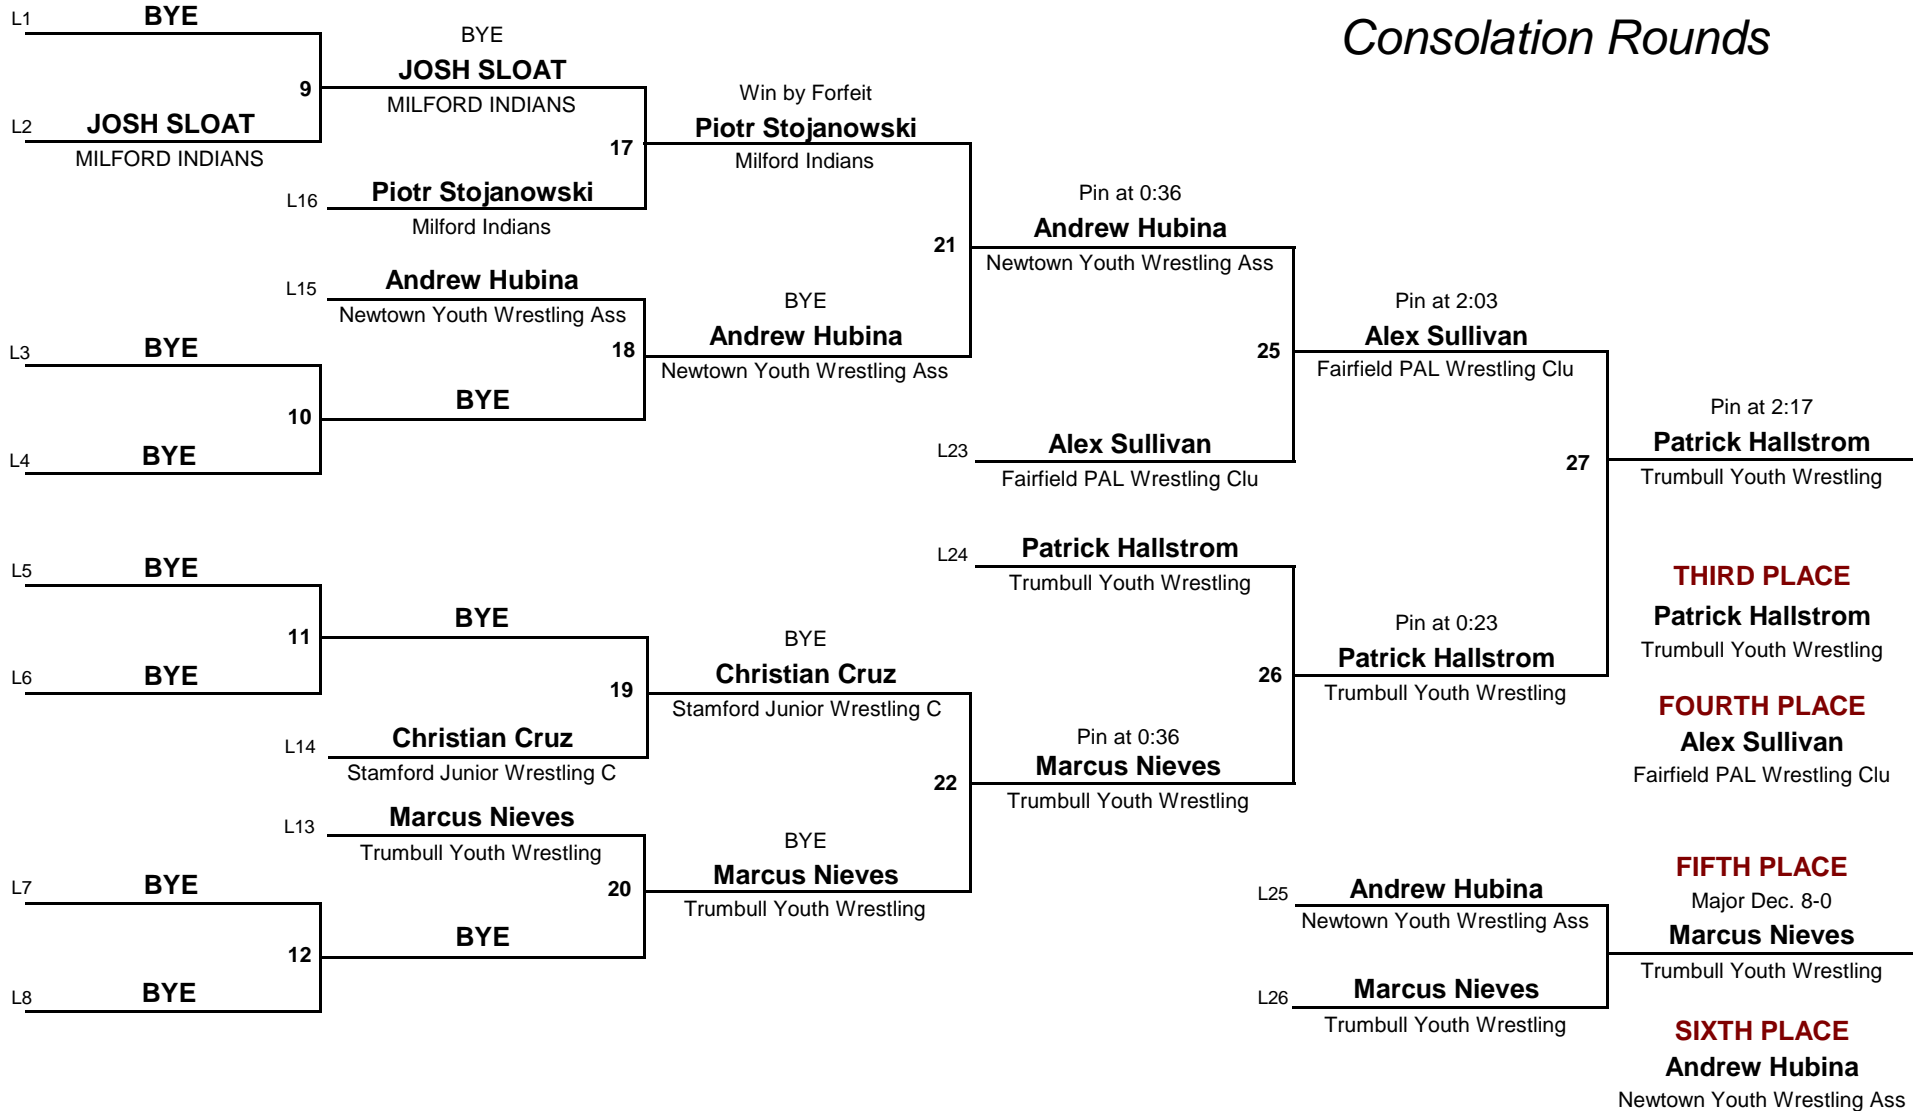 Consolation Rounds
L1
BYE
L2
JOSH SLOAT
MILFORD INDIANS
9
BYE
JOSH SLOAT
MILFORD INDIANS
L16
Piotr Stojanowski
Milford Indians
17
Win by Forfeit
Piotr Stojanowski
Milford Indians
L15
Andrew Hubina
Newtown Youth Wrestling Ass
L3
BYE
L4
BYE
10
BYE
18
BYE
Andrew Hubina
Newtown Youth Wrestling Ass
21
Pin at 0:36
Andrew Hubina
Newtown Youth Wrestling Ass
L23
Alex Sullivan
Fairfield PAL Wrestling Clu
25
Pin at 2:03
Alex Sullivan
Fairfield PAL Wrestling Clu
L5
BYE
L6
BYE
11
BYE
L14
Christian Cruz
Stamford Junior Wrestling C
19
BYE
Christian Cruz
Stamford Junior Wrestling C
L13
Marcus Nieves
Trumbull Youth Wrestling
L7
BYE
L8
BYE
12
BYE
20
BYE
Marcus Nieves
Trumbull Youth Wrestling
22
Pin at 0:36
Marcus Nieves
Trumbull Youth Wrestling
L24
Patrick Hallstrom
Trumbull Youth Wrestling
26
Pin at 0:23
Patrick Hallstrom
Trumbull Youth Wrestling
27
Pin at 2:17
Patrick Hallstrom
Trumbull Youth Wrestling
THIRD PLACE
Patrick Hallstrom
Trumbull Youth Wrestling
FOURTH PLACE
Alex Sullivan
Fairfield PAL Wrestling Clu
L25
Andrew Hubina
Newtown Youth Wrestling Ass
L26
Marcus Nieves
Trumbull Youth Wrestling
FIFTH PLACE
Major Dec. 8-0
Marcus Nieves
Trumbull Youth Wrestling
SIXTH PLACE
Andrew Hubina
Newtown Youth Wrestling Ass